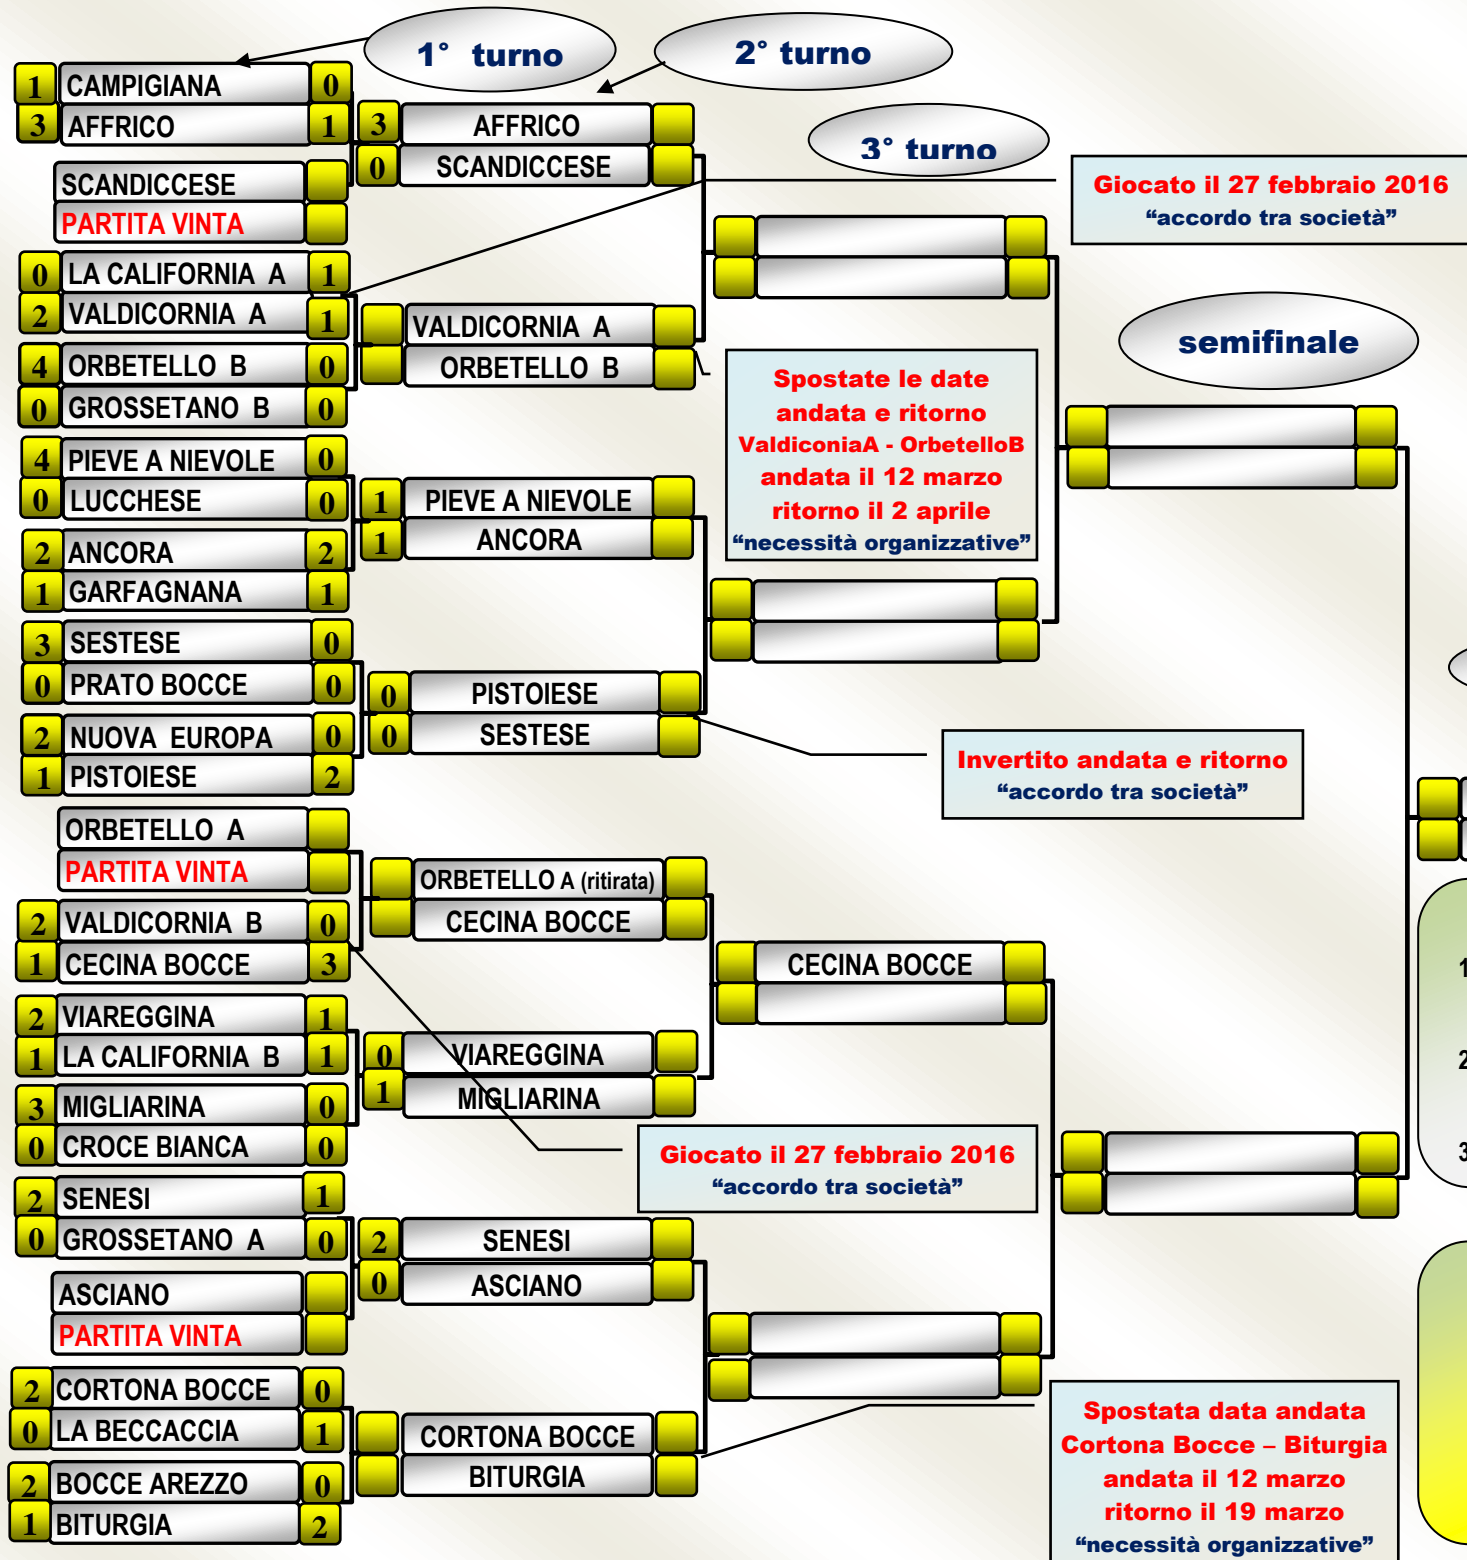 1° turno
2° turno
3° turno
semifinale
1 CAMPIGIANA 0
3 AFFRICO 1
SCANDICCESE
PARTITA VINTA
0 LA CALIFORNIA A 1
2 VALDICORNIA A 1
4 ORBETELLO B 0
0 GROSSETANO B 0
4 PIEVE A NIEVOLE 0
0 LUCCHESE 0
2 ANCORA 2
1 GARFAGNANA 1
3 SESTESE 0
0 PRATO BOCCE 0
2 NUOVA EUROPA 0
1 PISTOIESE 2
ORBETELLO A
PARTITA VINTA
2 VALDICORNIA B 0
1 CECINA BOCCE 3
2 VIAREGGINA 1
1 LA CALIFORNIA B 1
3 MIGLIARINA 0
0 CROCE BIANCA 0
2 SENESI 1
0 GROSSETANO A 0
ASCIANO
PARTITA VINTA
2 CORTONA BOCCE 0
0 LA BECCACCIA 1
2 BOCCE AREZZO 0
1 BITURGIA 2
3 AFFRICO
0 SCANDICCESE
VALDICORNIA A
ORBETELLO B
1 PIEVE A NIEVOLE
1 ANCORA
0 PISTOIESE
0 SESTESE
ORBETELLO A (ritirata)
CECINA BOCCE
0 VIAREGGINA
1 MIGLIARINA
2 SENESI
0 ASCIANO
CORTONA BOCCE
BITURGIA
CECINA BOCCE
Giocato il 27 febbraio 2016
“accordo tra società”
Spostate le date
andata e ritorno
ValdiconiaA - OrbetelloB
andata il 12 marzo
ritorno il 2 aprile
“necessità organizzative”
Invertito andata e ritorno
“accordo tra società”
Giocato il 27 febbraio 2016
“accordo tra società”
Spostata data andata
Cortona Bocce – Biturgia
andata il 12 marzo
ritorno il 19 marzo
“necessità organizzative”
1
2
3